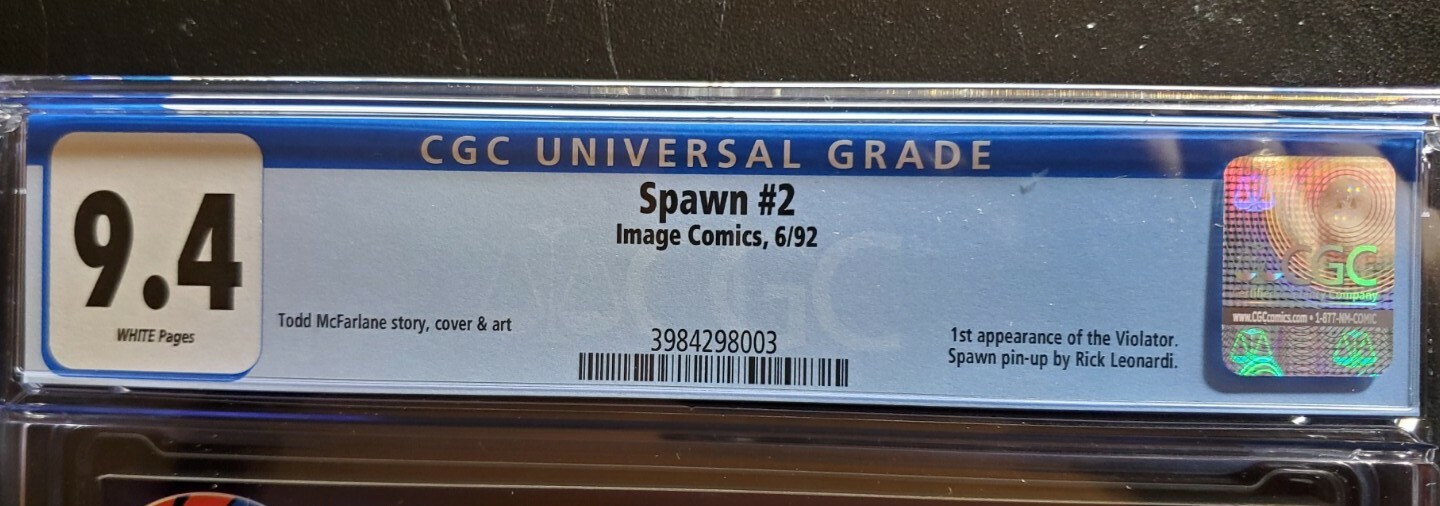 CGC UNIVERSAL GRADE
9.4
WHITE Pages
Spawn #2
Image Comics, 6/92
Todd McFarlane story, cover & art
3984298003
1st appearance of the Violator.
Spawn pin-up by Rick Leonardi.
CGC
Company
www.CGCcomics.com • 1-877-NM-COMIC